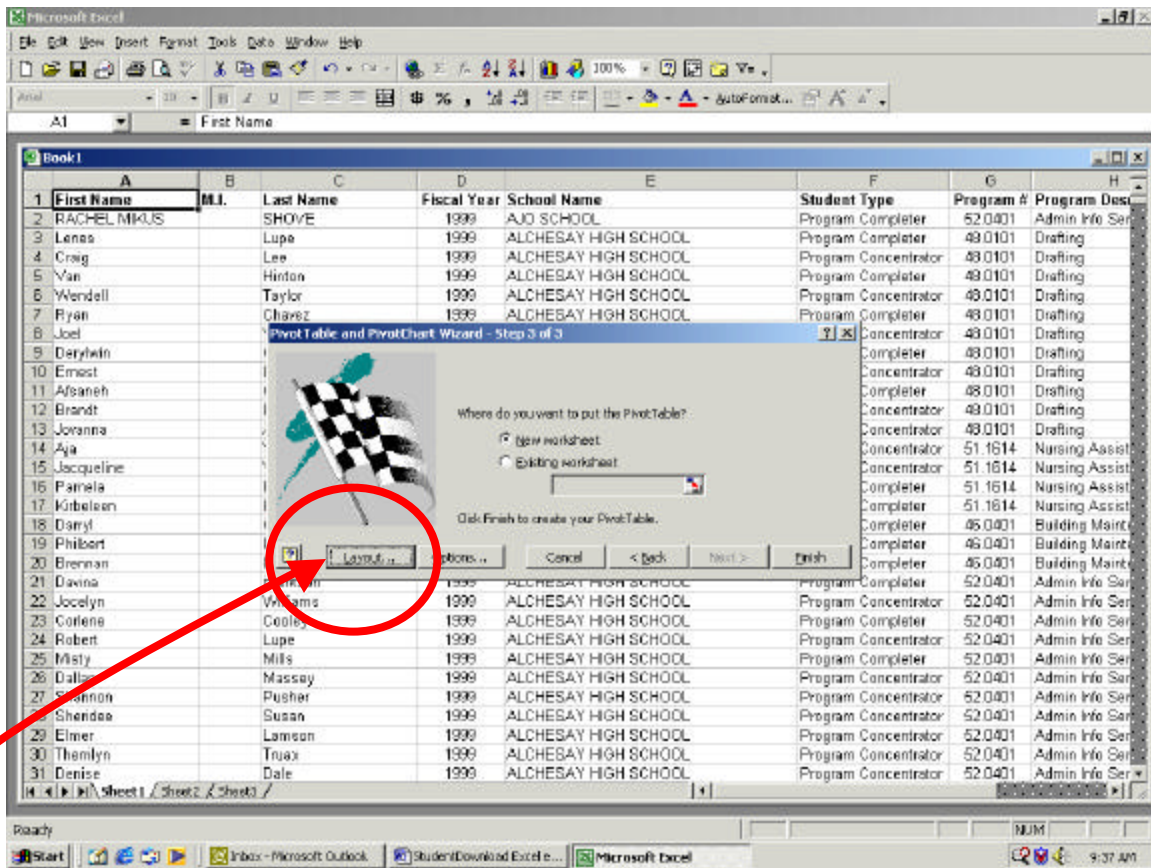 Microsoft Excel
File Edit View Insert Format Tools Data Window Help
100%
Arial 10 B I U % , AutoFormat...
A1 = First Name
Book1
A B C D E F G H
1 First Name M.I. Last Name Fiscal Year School Name Student Type Program # Program Desc
2 RACHEL MIKUS SHOVE 1999 AJO SCHOOL Program Completer 52.0401 Admin Info Ser
3 Lupe 1999 ALCHESAY HIGH SCHOOL Program Completer 48.0101 Drafting
4 Craig Lee 1999 ALCHESAY HIGH SCHOOL Program Concentrator 48.0101 Drafting
5 Van Hinton 1999 ALCHESAY HIGH SCHOOL Program Completer 48.0101 Drafting
6 Wendell Taylor 1999 ALCHESAY HIGH SCHOOL Program Concentrator 48.0101 Drafting
7 Ryan Chavez 1999 ALCHESAY HIGH SCHOOL Program Completer 48.0101 Drafting
8 Joel Concentrator 48.0101 Drafting
9 Derylwin Completer 48.0101 Drafting
10 Ernest Concentrator 48.0101 Drafting
11 Afsaneh Completer 48.0101 Drafting
12 Brandt Concentrator 48.0101 Drafting
13 Jovanna Concentrator 48.0101 Drafting
14 Aja Concentrator 51.1614 Nursing Assist
15 Jacqueline Concentrator 51.1614 Nursing Assist
16 Pamela Completer 51.1614 Nursing Assist
17 Kirbeleen Completer 51.1614 Nursing Assist
18 Darryl Completer 46.0401 Building Maint
19 Philbert Completer 46.0401 Building Maint
20 Brennan Completer 46.0401 Building Maint
21 Davina 1999 ALCHESAY HIGH SCHOOL Program Completer 52.0401 Admin Info Ser
22 Jocelyn Williams 1999 ALCHESAY HIGH SCHOOL Program Concentrator 52.0401 Admin Info Ser
23 Corlene Cooley 1999 ALCHESAY HIGH SCHOOL Program Concentrator 52.0401 Admin Info Ser
24 Robert Lupe 1999 ALCHESAY HIGH SCHOOL Program Concentrator 52.0401 Admin Info Ser
25 Misty Mills 1999 ALCHESAY HIGH SCHOOL Program Completer 52.0401 Admin Info Ser
26 Dallas Massey 1999 ALCHESAY HIGH SCHOOL Program Concentrator 52.0401 Admin Info Ser
27 Shannon Pusher 1999 ALCHESAY HIGH SCHOOL Program Concentrator 52.0401 Admin Info Ser
Sheridee Susan 1999 ALCHESAY HIGH SCHOOL Program Concentrator 52.0401 Admin Info Ser
29 Elmer Lamson 1999 ALCHESAY HIGH SCHOOL Program Concentrator 52.0401 Admin Info Ser
30 Themlyn Truax 1999 ALCHESAY HIGH SCHOOL Program Concentrator 52.0401 Admin Info Ser
31 Denise Dale 1999 ALCHESAY HIGH SCHOOL Program Concentrator 52.0401 Admin Info Ser
PivotTable and PivotChart Wizard - Step 3 of 3
Where do you want to put the PivotTable?
New worksheet
Existing worksheet
Click Finish to create your PivotTable.
Layout... Options... Cancel < Back Next > Finish
Sheet1 / Sheet2 / Sheet3 /
Ready NUM
Start Inbox - Microsoft Outlook StudentDownload Excel e... Microsoft Excel 9:37 AM